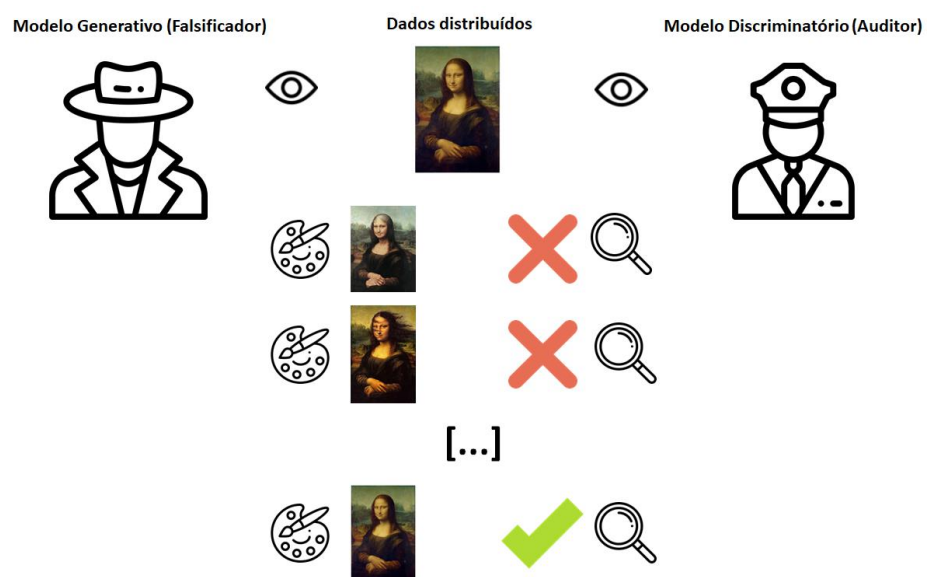 Modelo Generativo (Falsificador)
Dados distribuídos
Modelo Discriminatório (Auditor)
[...]